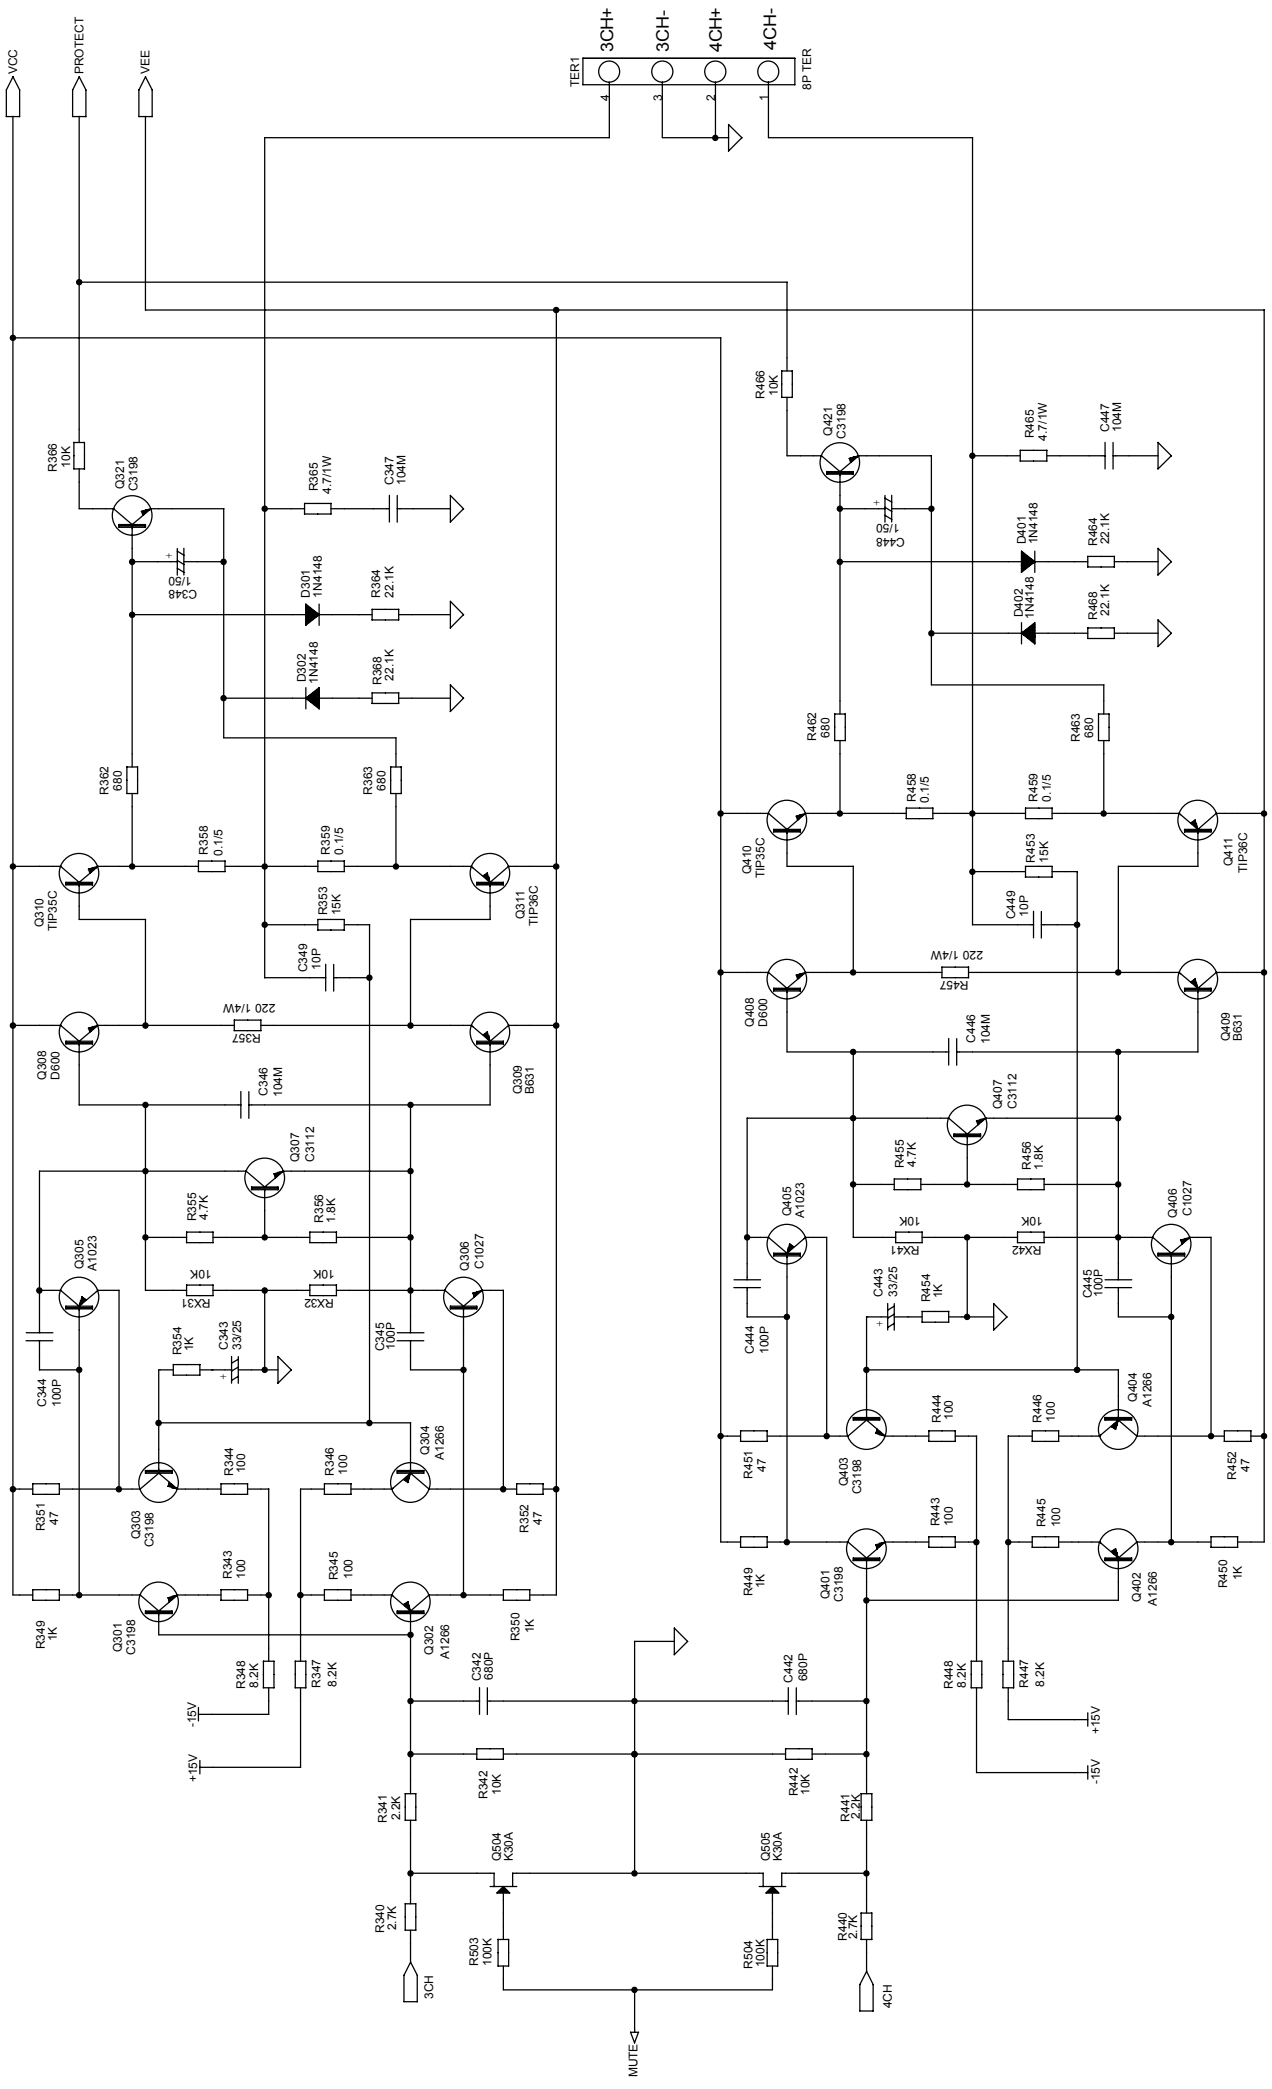 VCC
PROTECT
VEE
TER1
3CH+
3CH-
4CH+
4CH-
8P TER
4
3
2
1
R366
10K
Q321
C3198
C348
1/50
R365
4.7/1W
C347
104M
D301
1N4148
R364
22.1K
D302
1N4148
R368
22.1K
R362
680
R363
680
Q310
TIP35C
R358
0.1/5
R359
0.1/5
R353
15K
C349
10P
Q311
TIP36C
Q308
D600
R357
220 1/4W
Q309
B631
C346
104M
Q307
C3112
R355
4.7K
R356
1.8K
Q305
A1023
RX31
10K
RX32
10K
Q306
C1027
C344
100P
R354
1K
C343
33/25
C345
100P
R351
47
Q303
C3198
R344
100
R346
100
Q304
A1266
R352
47
R349
1K
Q301
C3198
R343
100
R345
100
Q302
A1266
R350
1K
R348
8.2K
R347
8.2K
-15V
+15V
C342
680P
C442
680P
R342
10K
R442
10K
R341
2.2K
R441
2.2K
Q504
K30A
Q505
K30A
R340
2.7K
R440
2.7K
R503
100K
R504
100K
3CH
4CH
MUTE
R466
10K
Q421
C3198
C448
1/50
R465
4.7/1W
C447
104M
D401
1N4148
R464
22.1K
D402
1N4148
R468
22.1K
R462
680
R463
680
Q410
TIP35C
R458
0.1/5
R459
0.1/5
R453
15K
C449
10P
Q411
TIP36C
Q408
D600
R457
220 1/4W
Q409
B631
C446
104M
Q407
C3112
R455
4.7K
R456
1.8K
Q405
A1023
RX41
10K
RX42
10K
Q406
C1027
C444
100P
C443
33/25
R454
1K
C445
100P
R451
47
Q403
C3198
R444
100
R446
100
Q404
A1266
R452
47
R449
1K
Q401
C3198
R443
100
R445
100
Q402
A1266
R450
1K
R448
8.2K
R447
8.2K
+15V
-15V
+
+
+
+